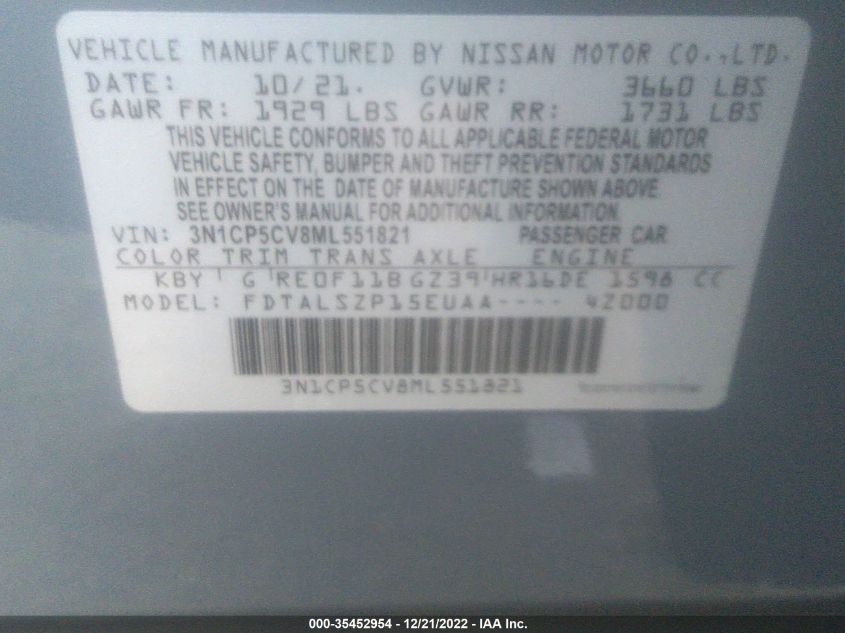 VEHICLE MANUFACTURED BY NISSAN MOTOR CO.,LTD.
DATE: 10/21. GVWR: 3660 LBS
GAWR FR: 1929 LBS GAWR RR: 1731 LBS
THIS VEHICLE CONFORMS TO ALL APPLICABLE FEDERAL MOTOR
VEHICLE SAFETY, BUMPER AND THEFT PREVENTION STANDARDS
IN EFFECT ON THE DATE OF MANUFACTURE SHOWN ABOVE
SEE OWNER'S MANUAL FOR ADDITIONAL INFORMATION.
VIN: 3N1CP5CV8ML551821 PASSENGER CAR
COLOR TRIM TRANS AXLE ENGINE
KBY G RE0F11B GZ39 HR16DE 1598 CC
MODEL: FDTALSZP15EUAA---- 4Z000
3N1CP5CV8ML551821
000-35452954 - 12/21/2022 - IAA Inc.